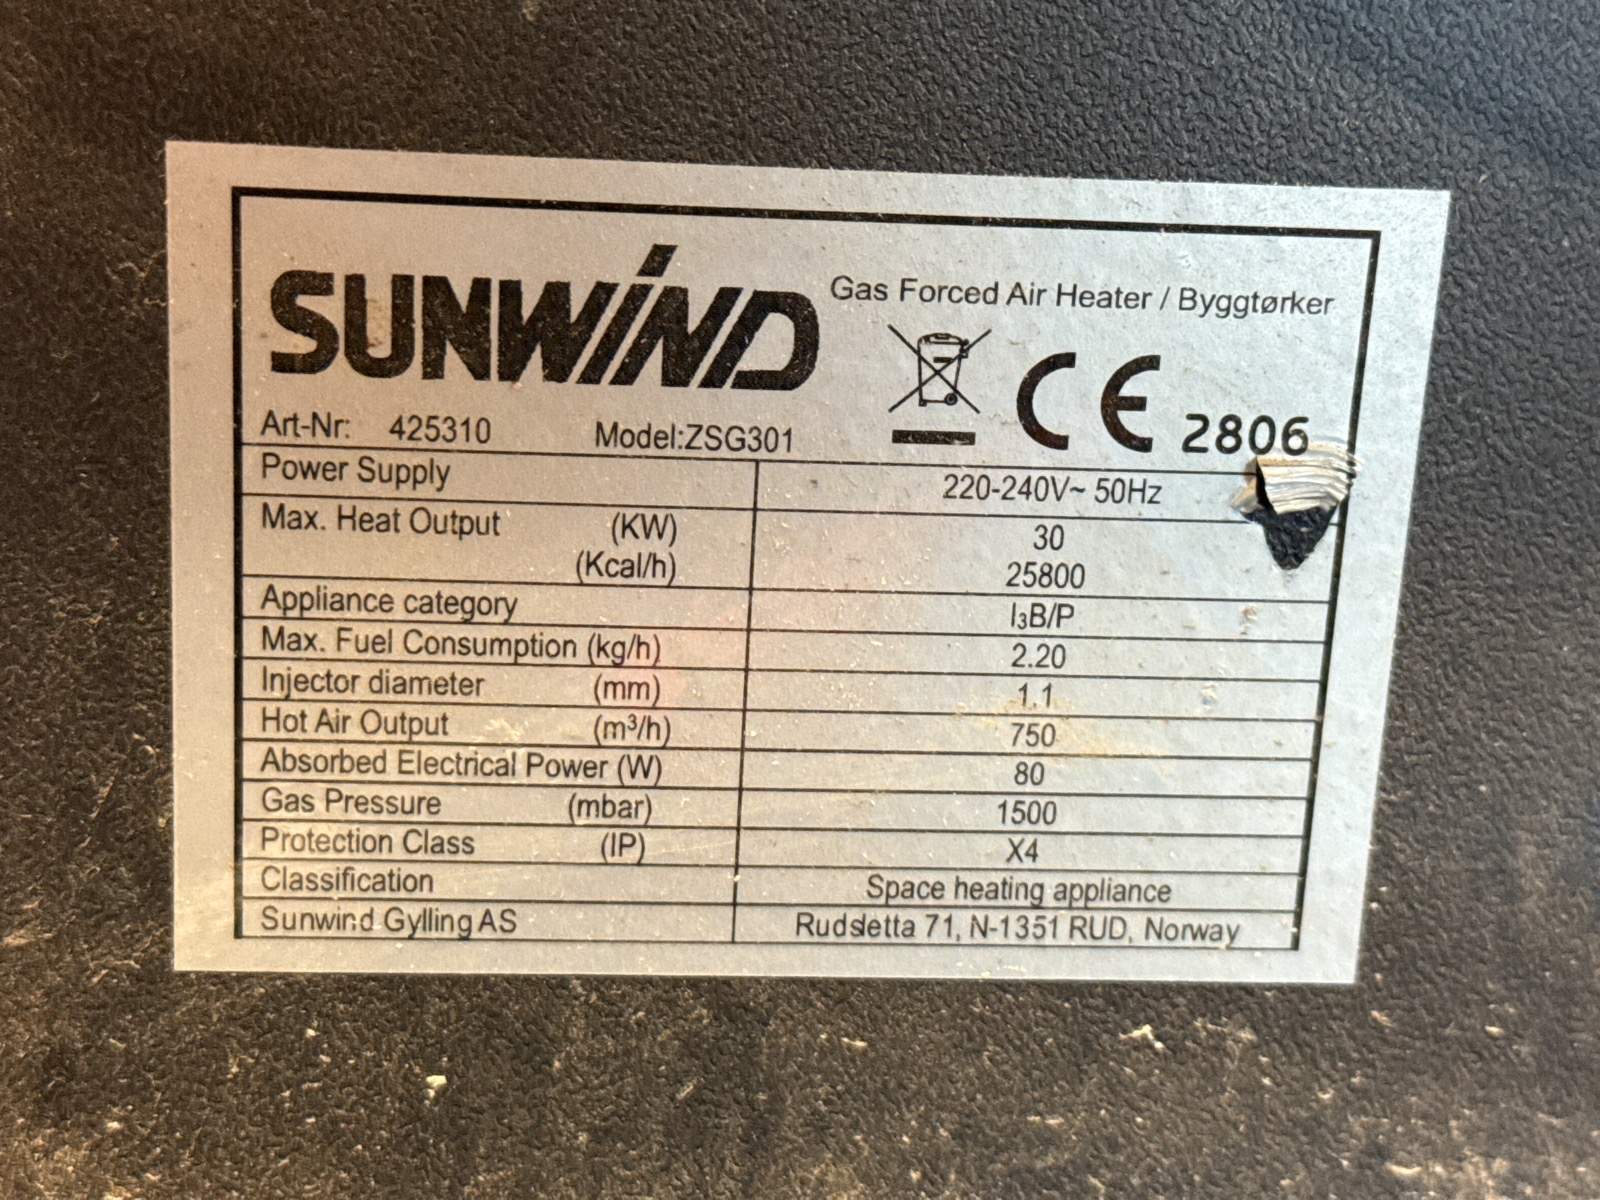 SUNWIND
Gas Forced Air Heater / Byggtørker
CE 2806
Art-Nr: 425310 Model:ZSG301
Power Supply 220-240V~ 50Hz
Max. Heat Output (KW) 30
(Kcal/h) 25800
Appliance category I₃B/P
Max. Fuel Consumption (kg/h) 2.20
Injector diameter (mm) 1.1
Hot Air Output (m³/h) 750
Absorbed Electrical Power (W) 80
Gas Pressure (mbar) 1500
Protection Class (IP) X4
Classification Space heating appliance
Sunwind Gylling AS Rudssletta 71, N-1351 RUD, Norway